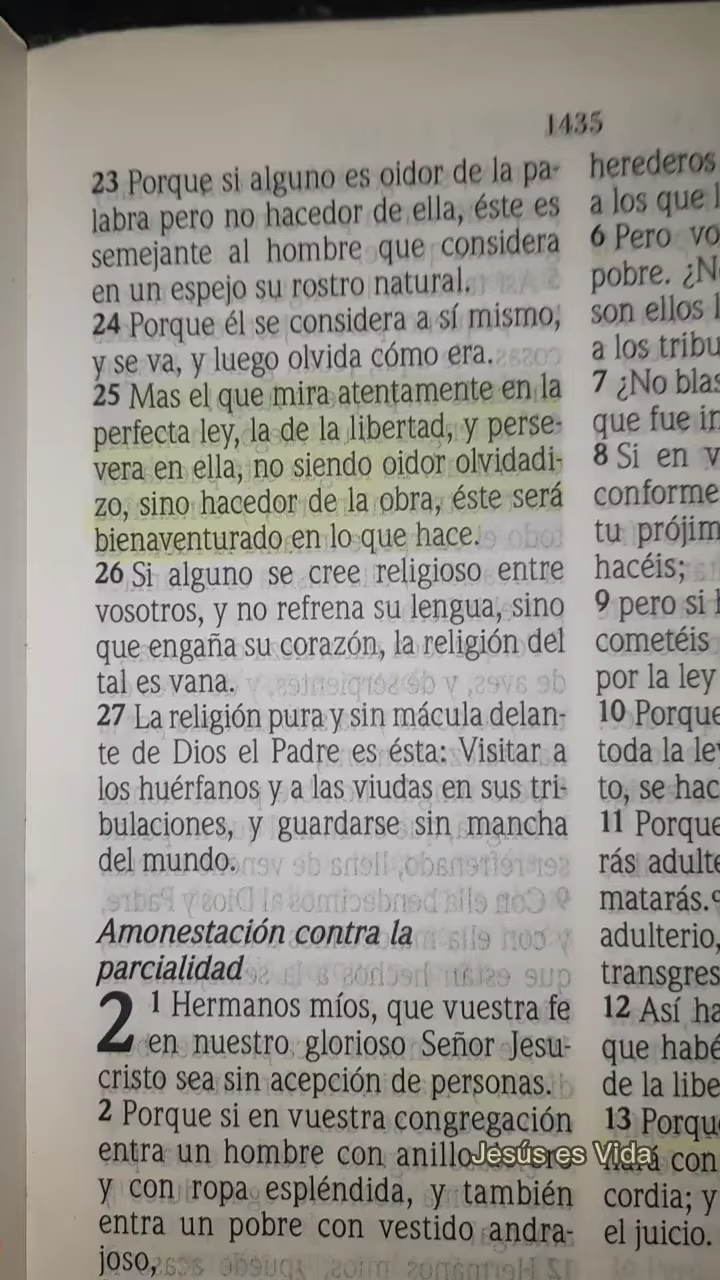 1435
23 Porque si alguno es oidor de la pa-
labra pero no hacedor de ella, éste es
semejante al hombre que considera
en un espejo su rostro natural.
24 Porque él se considera a sí mismo,
y se va, y luego olvida cómo era.
25 Mas el que mira atentamente en la
perfecta ley, la de la libertad, y perse-
vera en ella, no siendo oidor olvidadi-
zo, sino hacedor de la obra, éste será
bienaventurado en lo que hace.
26 Si alguno se cree religioso entre
vosotros, y no refrena su lengua, sino
que engaña su corazón, la religión del
tal es vana.
27 La religión pura y sin mácula delan-
te de Dios el Padre es ésta: Visitar a
los huérfanos y a las viudas en sus tri-
bulaciones, y guardarse sin mancha
del mundo.
Amonestación contra la
parcialidad
2 1 Hermanos míos, que vuestra fe
en nuestro glorioso Señor Jesu-
cristo sea sin acepción de personas.
2 Porque si en vuestra congregación
entra un hombre con anillo
y con ropa espléndida, y también
entra un pobre con vestido andra-
joso,
herederos
a los que
6 Pero
pobre.
son ellos
a los
7 ¿No
que fue
8 Si en
conforme
tu
hacéis;
9 pero si
cometéis
por la ley
10
toda la
to, se
11
rás
matarás.
adulterio,
12 Así
que
de la
13
con
cordia; y
el juicio.
Jesús es Vida